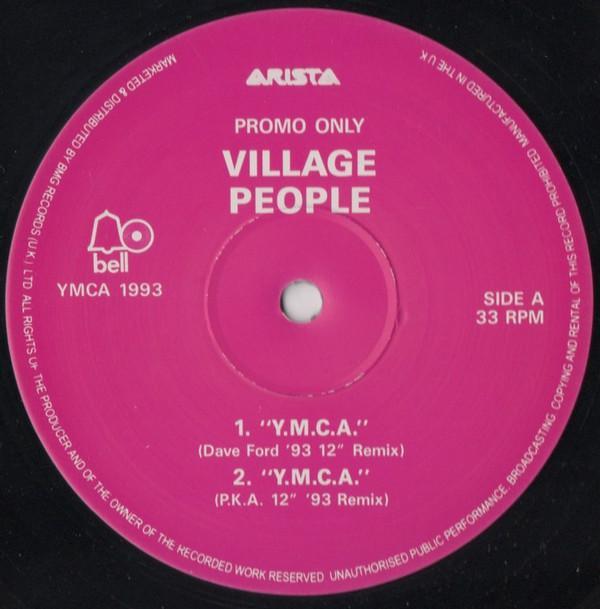 MARKETED & DISTRIBUTED BY BMG RECORDS (U.K.) LTD ALL RIGHTS OF THE PRODUCER AND OF THE OWNER OF THE RECORDED WORK RESERVED UNAUTHORISED PUBLIC PERFORMANCE, BROADCASTING COPYING AND RENTAL OF THIS RECORD PROHIBITED MANUFACTURED IN THE U.K
ARISTA
PROMO ONLY
VILLAGE
PEOPLE
bell
YMCA 1993
SIDE A
33 RPM
1. "Y.M.C.A."
(Dave Ford '93 12" Remix)
2. "Y.M.C.A."
(P.K.A. 12" '93 Remix)